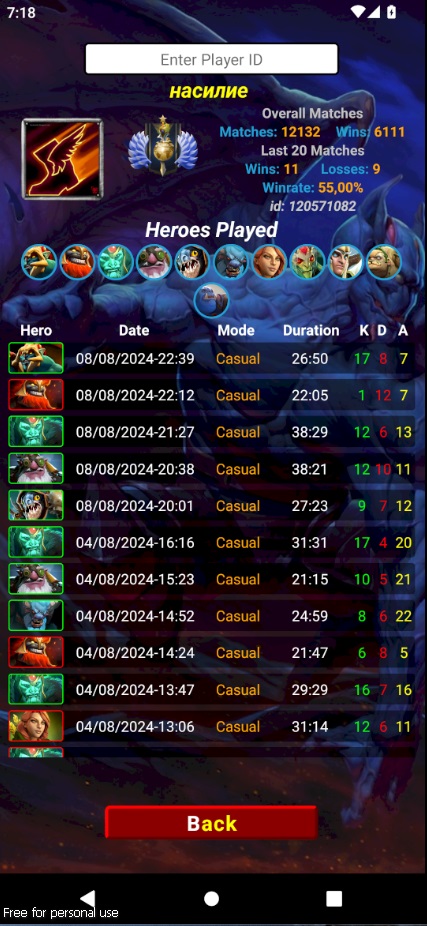 7:18
Enter Player ID
насилие
Overall Matches
Matches: 12132 Wins: 6111
Last 20 Matches
Wins: 11 Losses: 9
Winrate: 55,00%
id: 120571082
Heroes Played
Hero Date Mode Duration K D A
08/08/2024-22:39 Casual 26:50 17 8 7
08/08/2024-22:12 Casual 22:05 1 12 7
08/08/2024-21:27 Casual 38:29 12 6 13
08/08/2024-20:38 Casual 38:21 12 10 11
08/08/2024-20:01 Casual 27:23 9 7 12
04/08/2024-16:16 Casual 31:31 17 4 20
04/08/2024-15:23 Casual 21:15 10 5 21
04/08/2024-14:52 Casual 24:59 8 6 22
04/08/2024-14:24 Casual 21:47 6 8 5
04/08/2024-13:47 Casual 29:29 16 7 16
04/08/2024-13:06 Casual 31:14 12 6 11
Back
Free for personal use